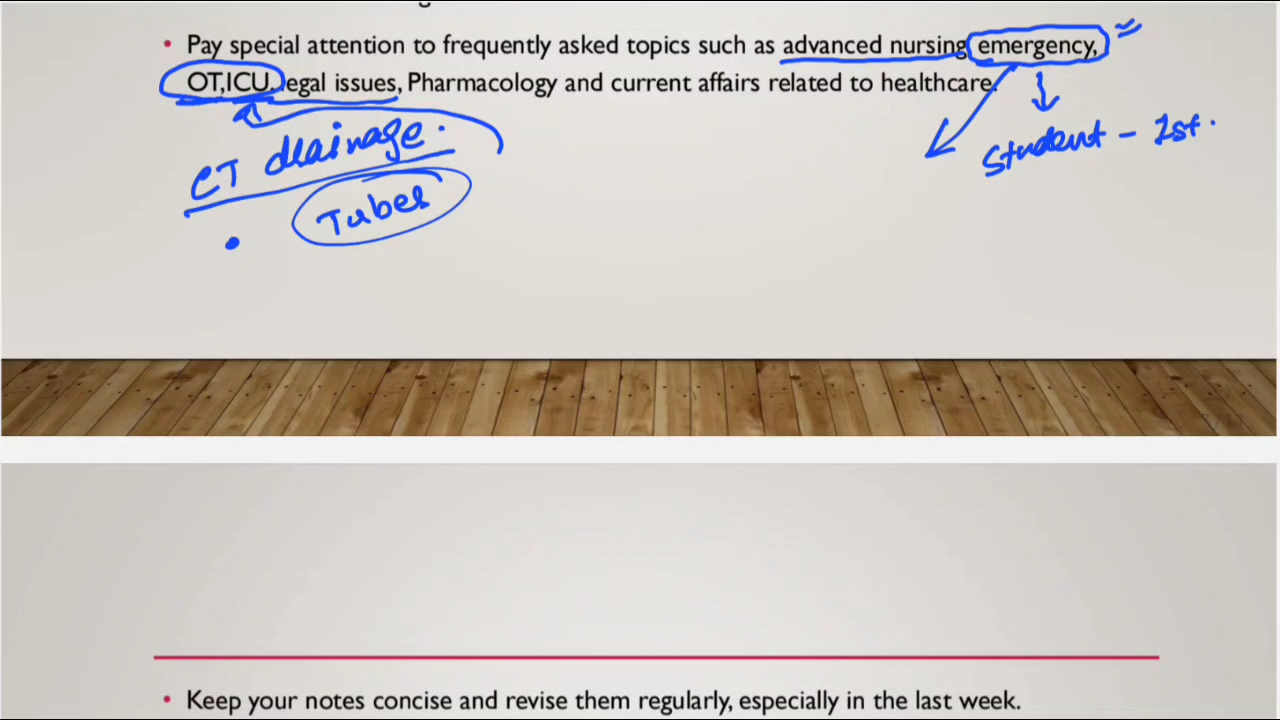 • Pay special attention to frequently asked topics such as advanced nursing emergency,
OT,ICU. legal issues, Pharmacology and current affairs related to healthcare.
CT drainage.
Student - 1st.
Tubes
• Keep your notes concise and revise them regularly, especially in the last week.